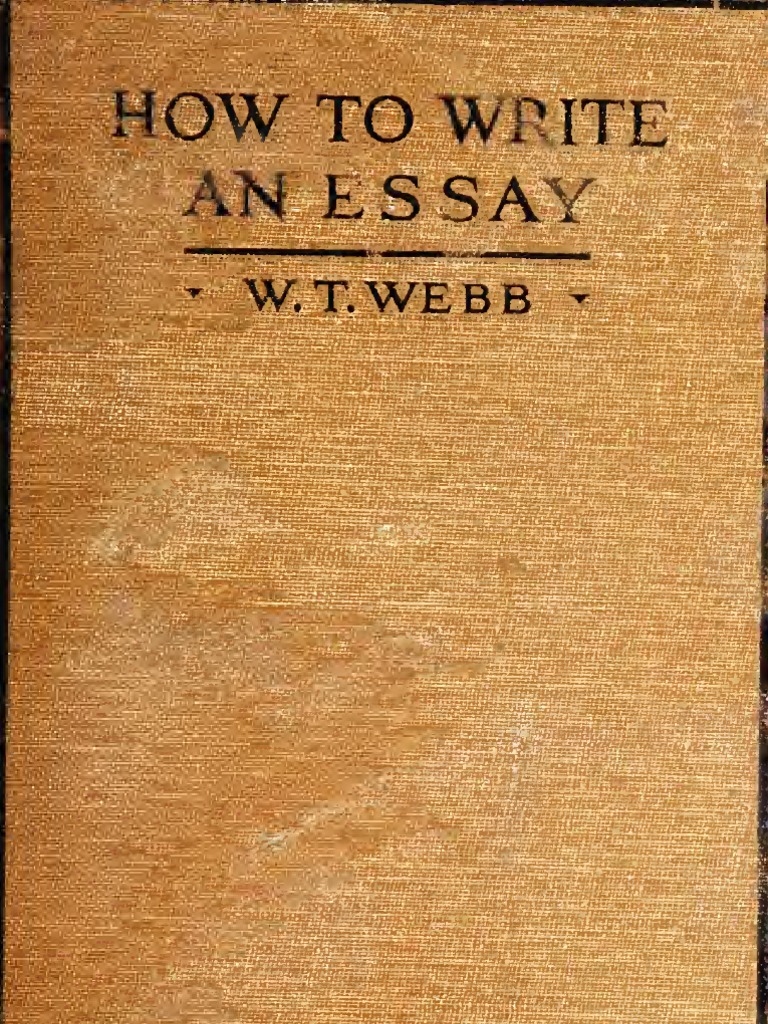 HOW TO WRITE
AN ESSAY
W. T. WEBB